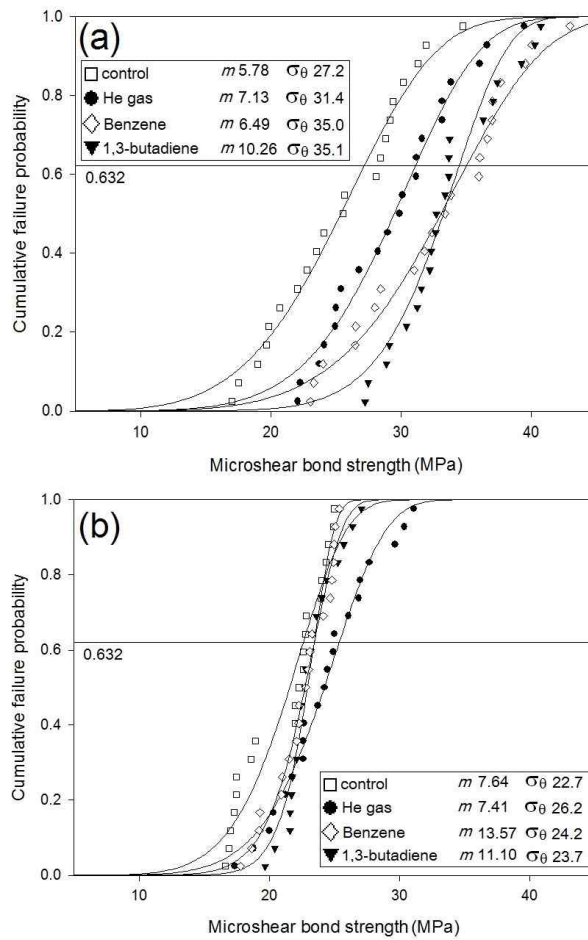 (a)
1.0
0.8
0.6
0.4
0.2
0.0
Cumulative failure probability
control m 5.78 σθ 27.2
He gas m 7.13 σθ 31.4
Benzene m 6.49 σθ 35.0
1,3-butadiene m 10.26 σθ 35.1
0.632
10 20 30 40
Microshear bond strength (MPa)
(b)
1.0
0.8
0.6
0.4
0.2
0.0
Cumulative failure probability
0.632
control m 7.64 σθ 22.7
He gas m 7.41 σθ 26.2
Benzene m 13.57 σθ 24.2
1,3-butadiene m 11.10 σθ 23.7
10 20 30 40
Microshear bond strength (MPa)